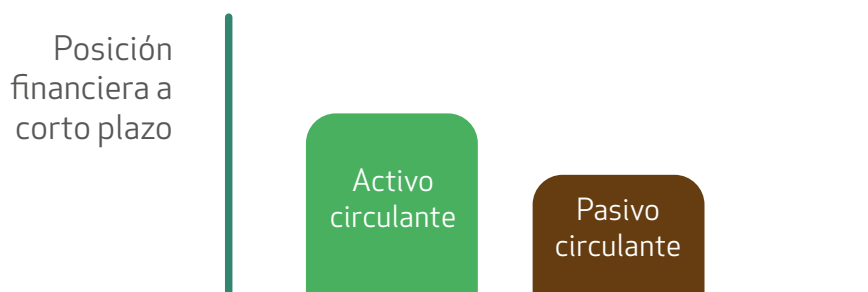 Posición
financiera a
corto plazo
Activo
circulante
Pasivo
circulante